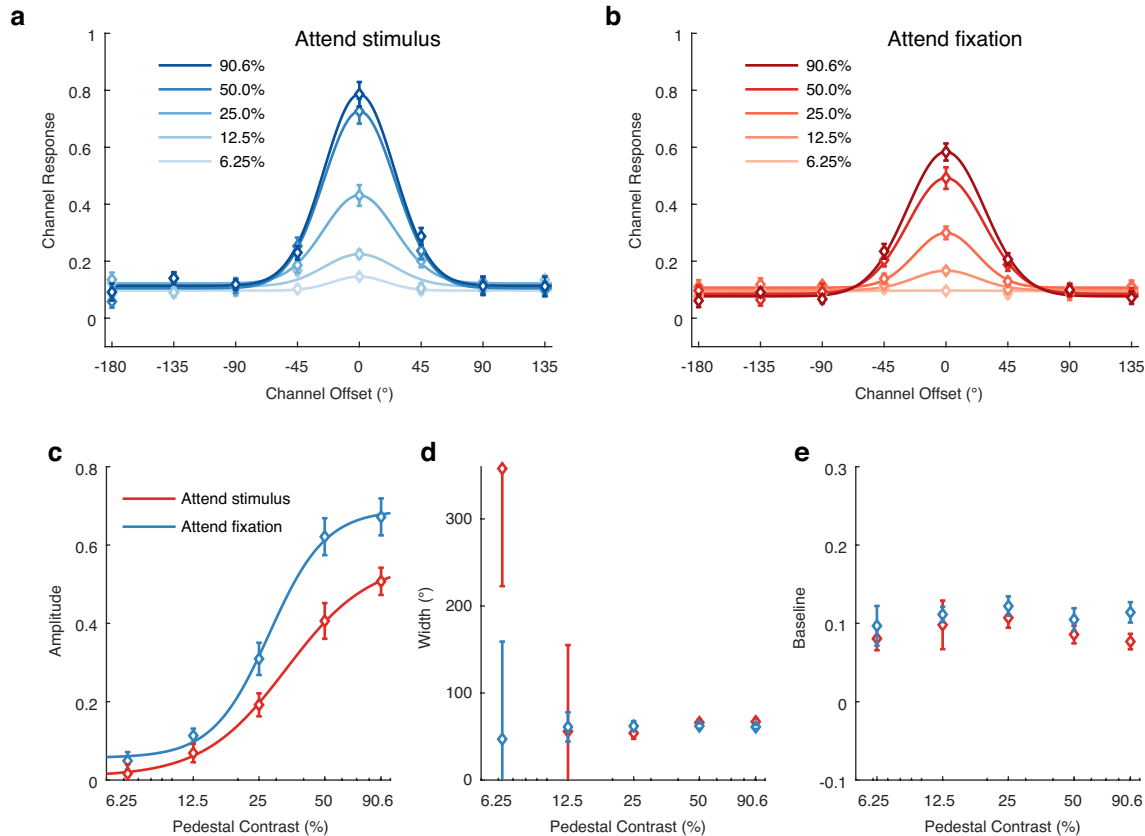 a
Attend stimulus
1
0.8
0.6
0.4
0.2
0
Channel Response
90.6%
50.0%
25.0%
12.5%
6.25%
-180 -135 -90 -45 0 45 90 135
Channel Offset (°)
b
Attend fixation
1
0.8
0.6
0.4
0.2
0
Channel Response
90.6%
50.0%
25.0%
12.5%
6.25%
-180 -135 -90 -45 0 45 90 135
Channel Offset (°)
c
0.8
0.6
0.4
0.2
0
Amplitude
Attend stimulus
Attend fixation
6.25 12.5 25 50 90.6
Pedestal Contrast (%)
d
300
200
100
0
Width (°)
6.25 12.5 25 50 90.6
Pedestal Contrast (%)
e
0.3
0.2
0.1
0
-0.1
Baseline
6.25 12.5 25 50 90.6
Pedestal Contrast (%)